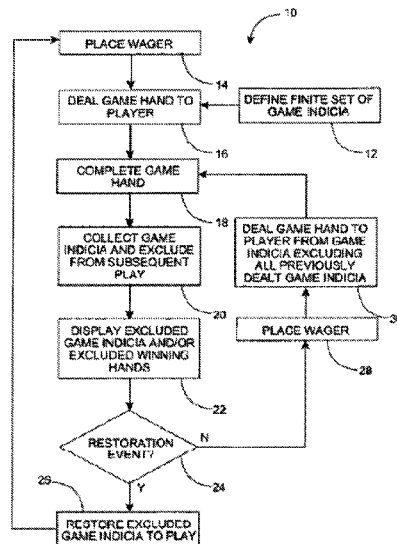 10
PLACE WAGER
14
DEAL GAME HAND TO
PLAYER
16
DEFINE FINITE SET OF
GAME INDICIA
12
COMPLETE GAME
HAND
18
COLLECT GAME
INDICIA AND EXCLUDE
FROM SUBSEQUENT
PLAY
20
DEAL GAME HAND TO
PLAYER FROM GAME
INDICIA EXCLUDING
ALL PREVIOUSLY
DEALT GAME INDICIA
DISPLAY EXCLUDED
GAME INDICIA AND/OR
EXCLUDED WINNING
HANDS
22
PLACE WAGER
28
RESTORATION
EVENT?
N
24
Y
RESTORE EXCLUDED
GAME INDICIA TO PLAY